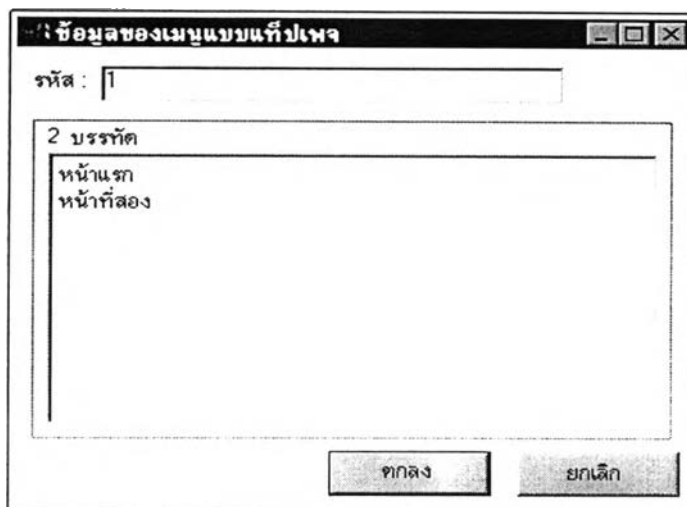 ข้อมูลของเมนูแบบแท็ปเพจ
รหัส : 1
2 บรรทัด
หน้าแรก
หน้าที่สอง
ตกลง ยกเลิก